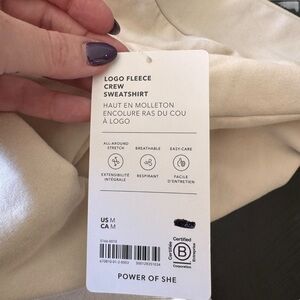 LOGO FLEECE
CREW
SWEATSHIRT
HAUT EN MOLLETON
ENCOLURE RAS DU COU
À LOGO
ALL-AROUND
STRETCH
BREATHABLE
EASY-CARE
EXTENSIBILITÉ
INTÉGRALE
RESPIRANT
FACILE
D'ENTRETIEN
US M
CA M
Certified
B
Corporation
POWER OF SHE